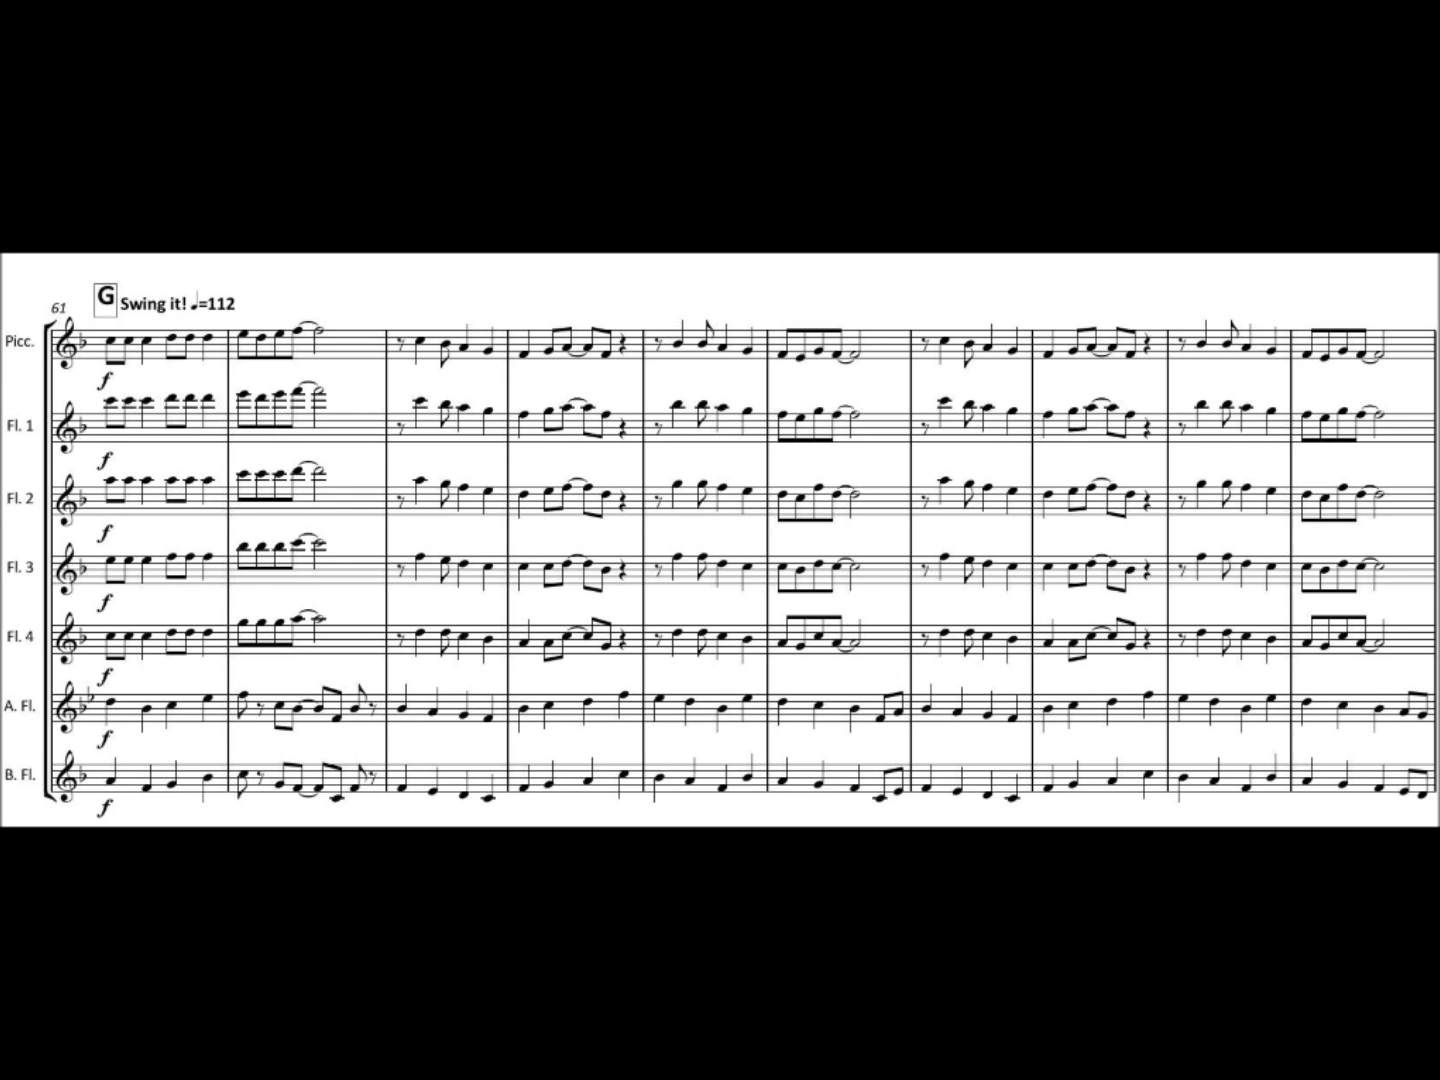 61 G Swing it! ♩=112
Picc.
f
Fl. 1
f
Fl. 2
f
Fl. 3
f
Fl. 4
f
A. Fl.
f
B. Fl.
f